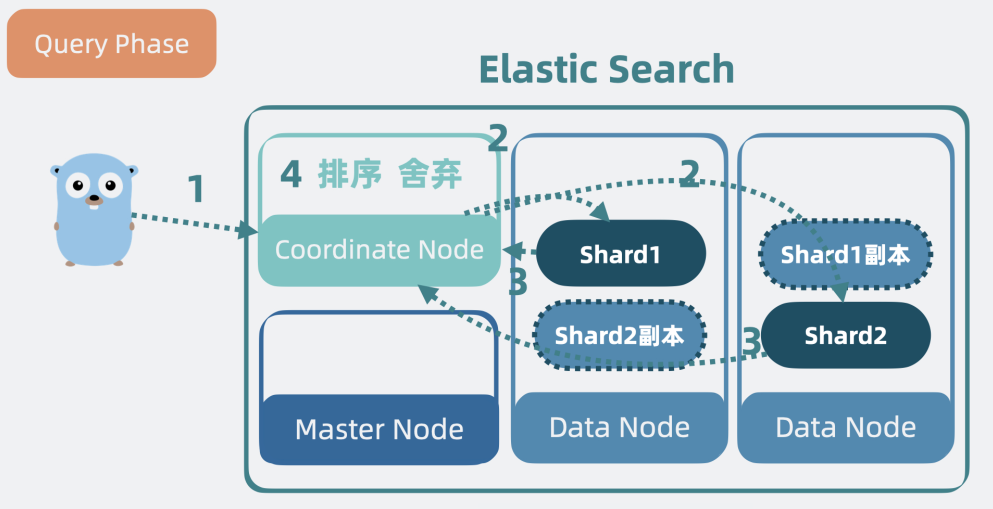 Query Phase
Elastic Search
1
2
2
4 排序 舍弃
Coordinate Node
Shard1
Shard1副本
3
Shard2副本
3
Shard2
Master Node
Data Node
Data Node